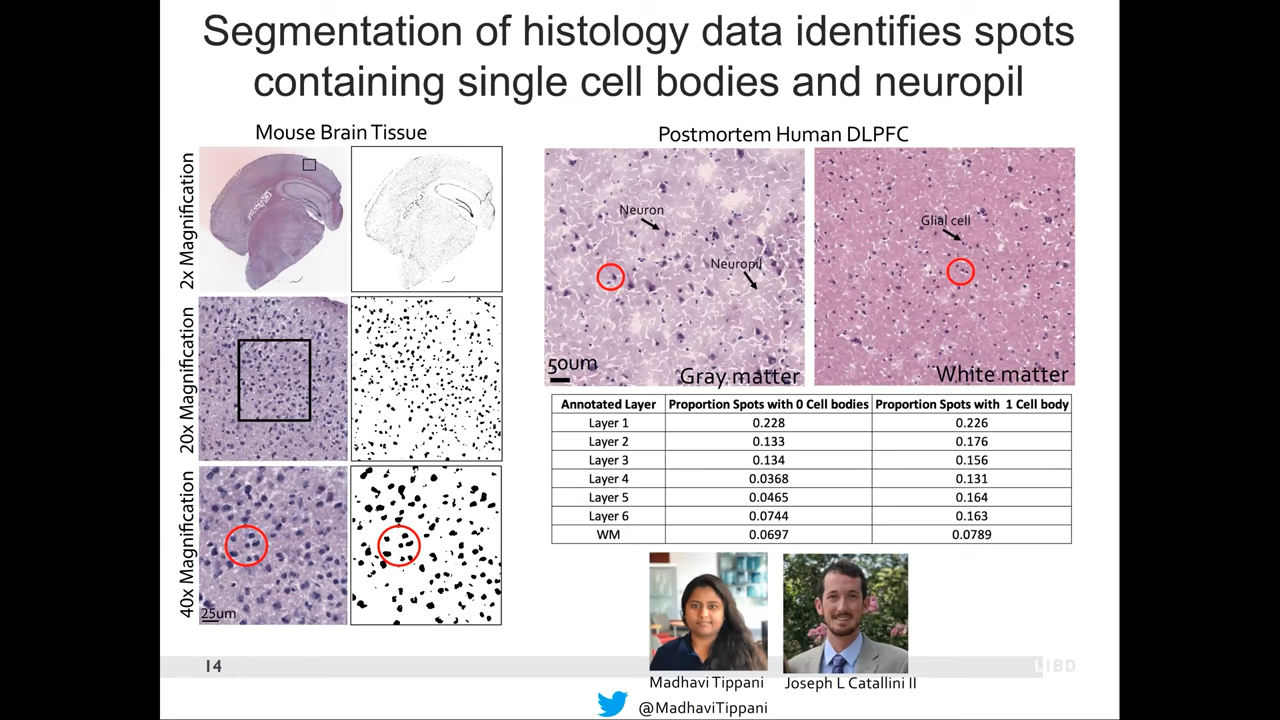 Segmentation of histology data identifies spots
containing single cell bodies and neuropil
Mouse Brain Tissue
2x Magnification
20x Magnification
40x Magnification
25um
Postmortem Human DLPFC
Neuron
Neuropil
50um
Gray matter
Glial cell
White matter
Annotated Layer Proportion Spots with 0 Cell bodies Proportion Spots with 1 Cell body
Layer 1 0.228 0.226
Layer 2 0.133 0.176
Layer 3 0.134 0.156
Layer 4 0.0368 0.131
Layer 5 0.0465 0.164
Layer 6 0.0744 0.163
WM 0.0697 0.0789
14
LIBD
Madhavi Tippani
Joseph L Catallini II
@MadhaviTippani